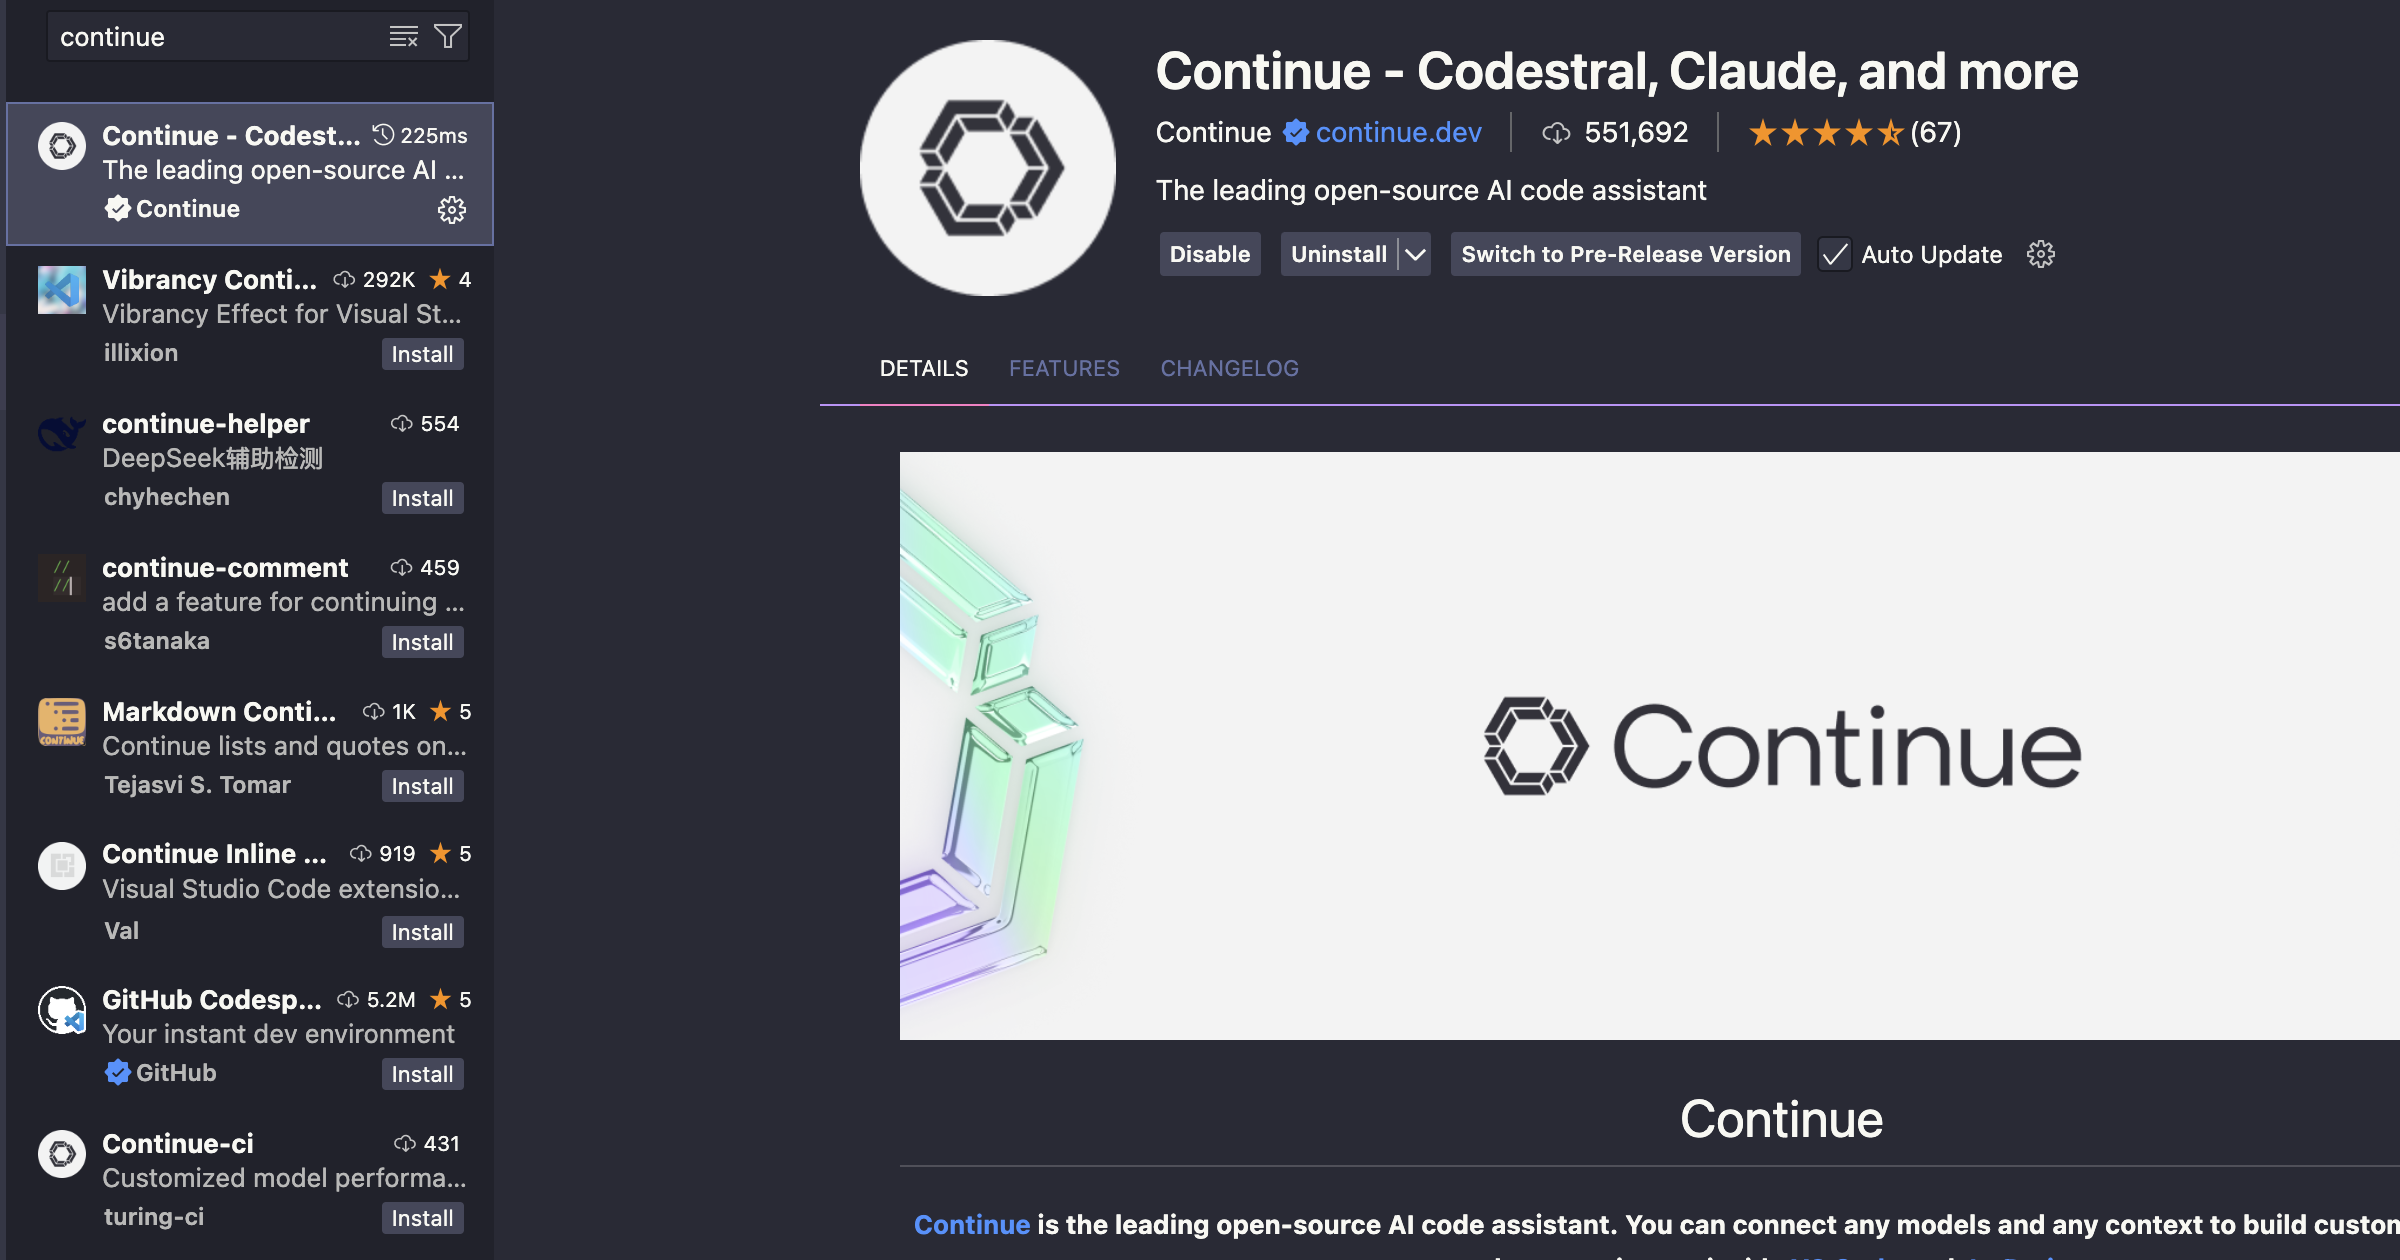 continue
Continue - Codest... 225ms
The leading open-source AI ...
Continue
Vibrancy Conti... 292K 4
Vibrancy Effect for Visual St...
illixion Install
continue-helper 554
DeepSeek辅助检测
chyhechen Install
continue-comment 459
add a feature for continuing ...
s6tanaka Install
Markdown Conti... 1K 5
Continue lists and quotes on...
Tejasvi S. Tomar Install
Continue Inline ... 919 5
Visual Studio Code extensio...
Val Install
GitHub Codesp... 5.2M 5
Your instant dev environment
GitHub Install
Continue-ci 431
Customized model performa...
turing-ci Install
Continue - Codestral, Claude, and more
Continue continue.dev 551,692 (67)
The leading open-source AI code assistant
Disable Uninstall Switch to Pre-Release Version Auto Update
DETAILS FEATURES CHANGELOG
Continue
Continue
Continue is the leading open-source AI code assistant. You can connect any models and any context to build custom